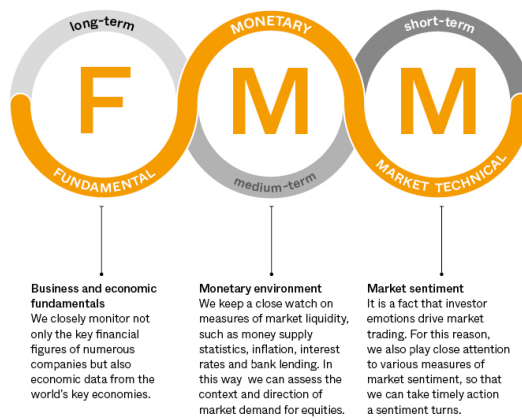 long-term
MONETARY
short-term
F
M
M
FUNDAMENTAL
medium-term
MARKET TECHNICAL
Business and economic
fundamentals
We closely monitor not
only the key financial
figures of numerous
companies but also
economic data from the
world's key economies.
Monetary environment
We keep a close watch on
measures of market liquidity,
such as money supply
statistics, inflation, interest
rates and bank lending. In
this way we can assess the
context and direction of
market demand for equities.
Market sentiment
It is a fact that investor
emotions drive market
trading. For this reason,
we also play close attention
to various measures of
market sentiment, so that
we can take timely action
a sentiment turns.